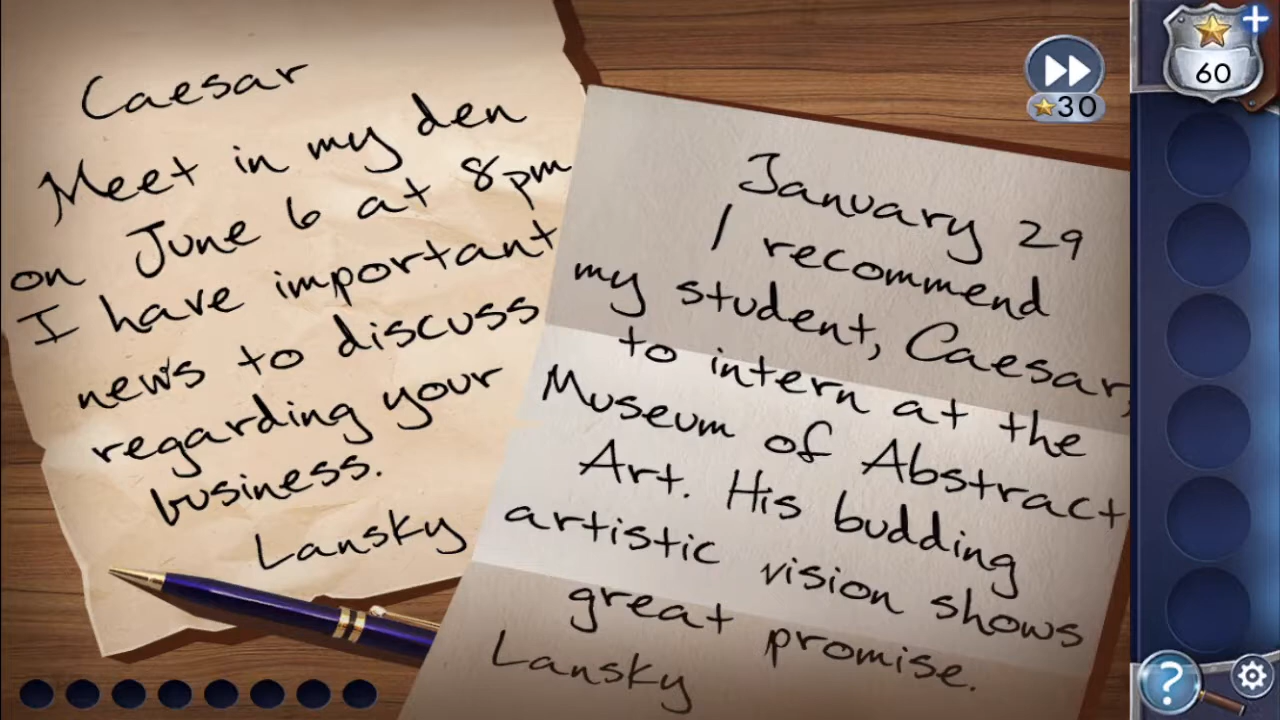 Caesar
Meet in my den
on June 6 at 8pm
I have important
news to discuss
regarding your
business.
Lansky
January 29
I recommend
my student, Caesar,
to intern at the
Museum of Abstract
Art. His budding
artistic vision shows
great promise.
Lansky
30
60
+
?